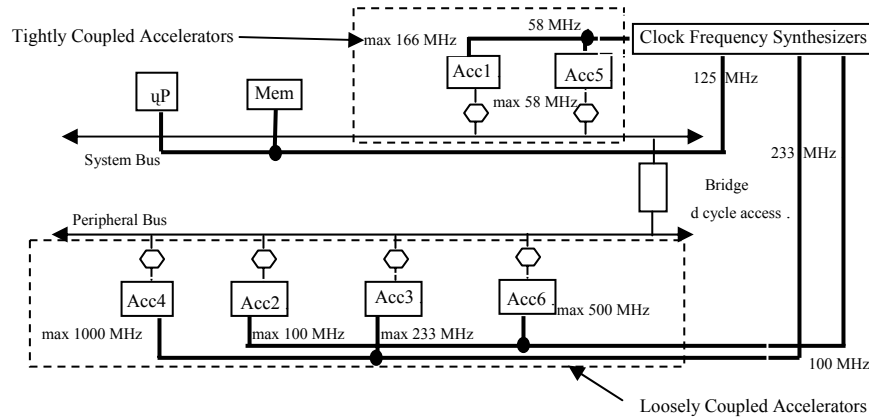 Tightly Coupled Accelerators
max 166 MHz
58 MHz
Clock Frequency Synthesizers
Acc1
Acc5
ųP
Mem
max 58 MHz
125 MHz
System Bus
233 MHz
Bridge
d cycle access .
Peripheral Bus
Acc4
Acc2
Acc3
Acc6
max 1000 MHz
max 100 MHz
max 233 MHz
max 500 MHz
100 MHz
Loosely Coupled Accelerators